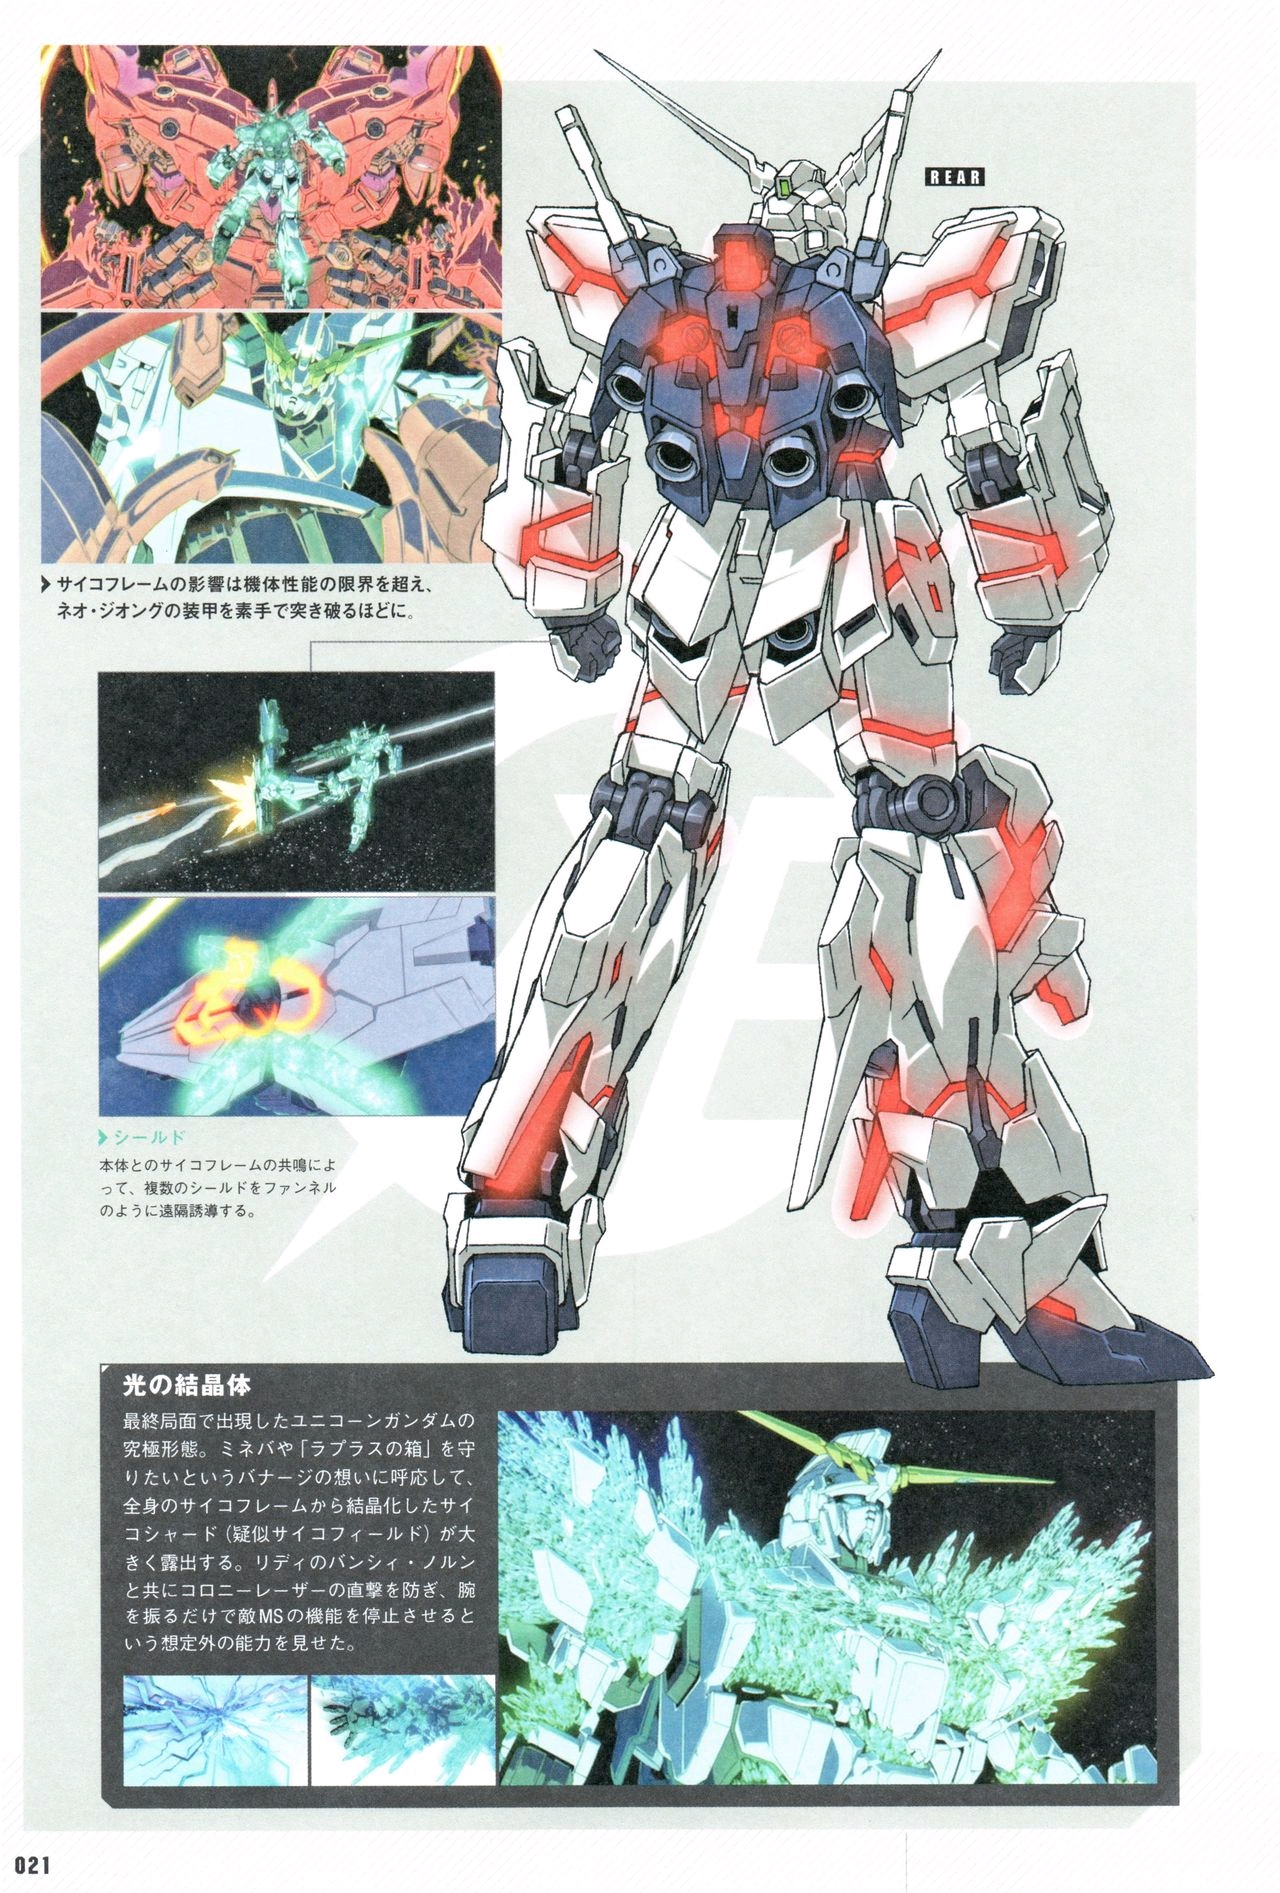 REAR
サイコフレームの影響は機体性能の限界を超え、
ネオ・ジオングの装甲を素手で突き破るほどに。
シールド
本体とのサイコフレームの共鳴によ
って、複数のシールドをファンネル
のように遠隔誘導する。
光の結晶体
最終局面で出現したユニコーンガンダムの
究極形態。ミネバや「ラプラスの箱」を守
りたいというバナージの想いに呼応して、
全身のサイコフレームから結晶化したサイ
コシャード（疑似サイコフィールド）が大
きく露出する。リディのバンシィ・ノルン
と共にコロニーレーザーの直撃を防ぎ、腕
を振るだけで敵MSの機能を停止させると
いう想定外の能力を見せた。
021